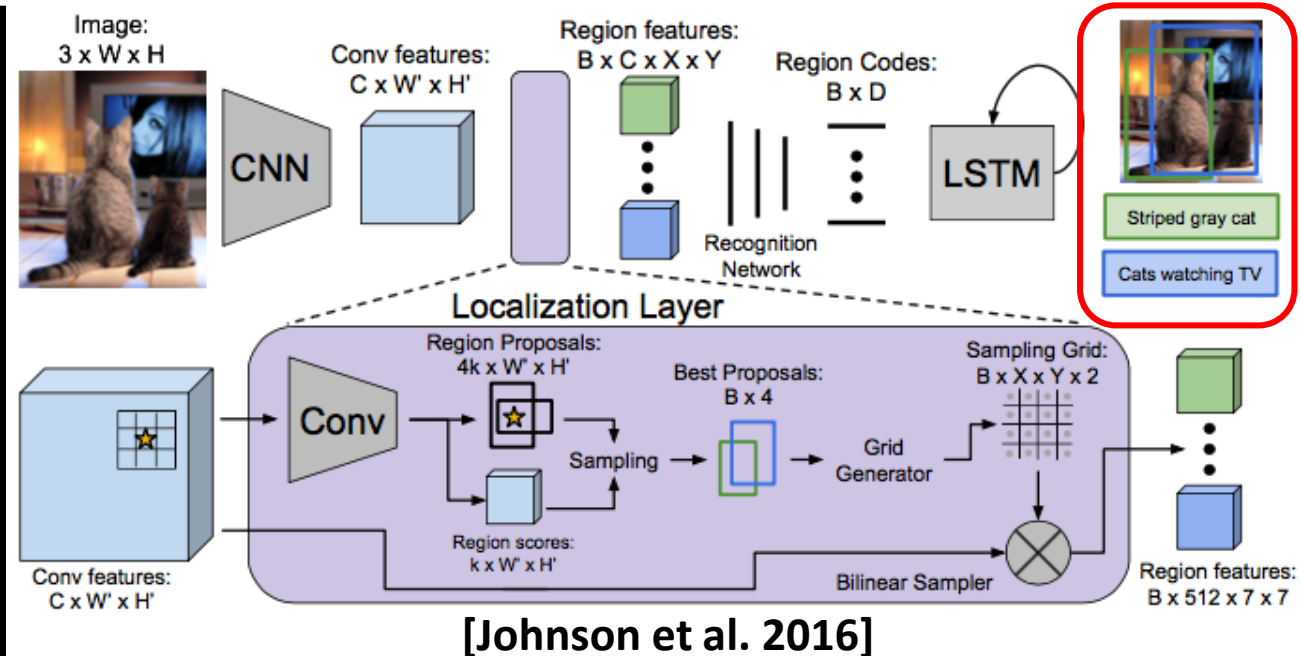 Image:
3 x W x H
Conv features:
C x W' x H'
Region features:
B x C x X x Y
Region Codes:
B x D
CNN
LSTM
Recognition
Network
Striped gray cat
Cats watching TV
Localization Layer
Region Proposals:
4k x W' x H'
Best Proposals:
B x 4
Sampling Grid:
B x X x Y x 2
Conv
Sampling
Grid
Generator
Region scores:
k x W' x H'
Bilinear Sampler
Conv features:
C x W' x H'
Region features:
B x 512 x 7 x 7
[Johnson et al. 2016]